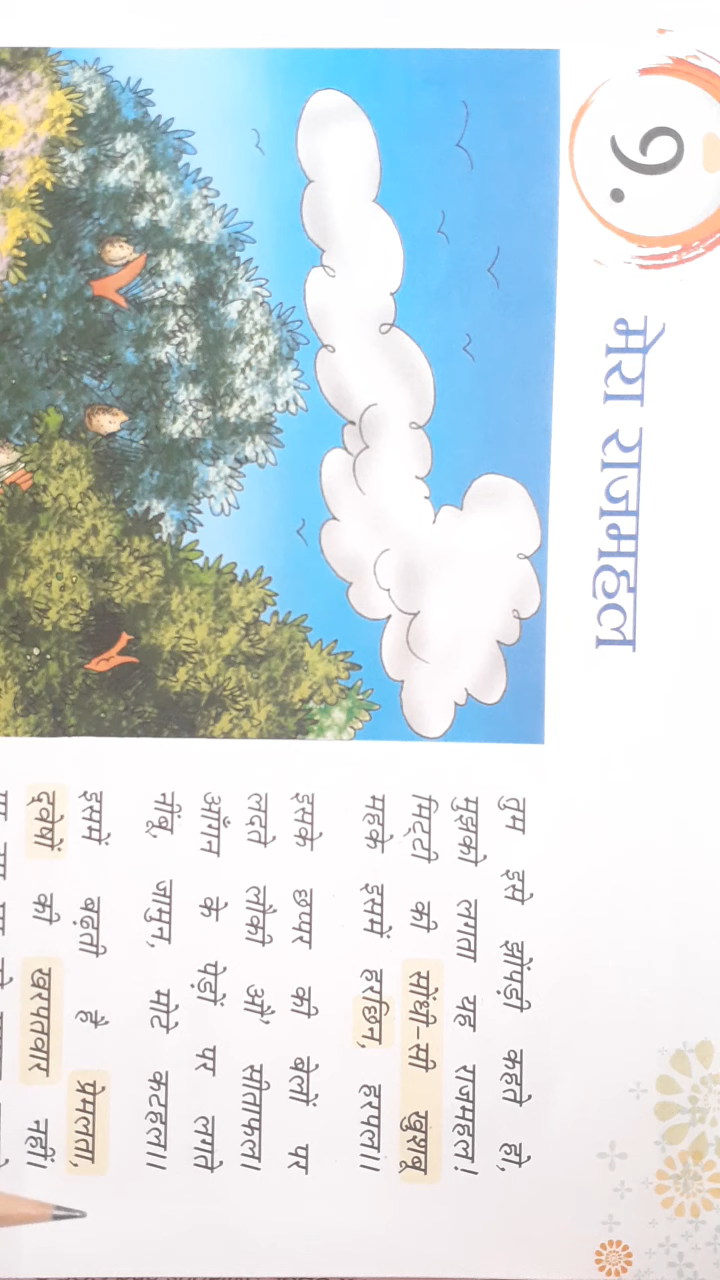 9.
मेरा राजमहल
तुम इसे झोंपड़ी कहते हो,
मुझको लगता यह राजमहल!
मिट्टी की सोंधी-सी खुशबू
महके इसमें हरछिन, हरपल।।
इसके छप्पर की बेलों पर
लदते लौकी औ' सीताफल।
आँगन के पेड़ों पर लगते
नींबू, जामुन, मोटे कटहल।।
इसमें बढ़ती है प्रेमलता,
द्वेषों की खरपतवार नहीं।